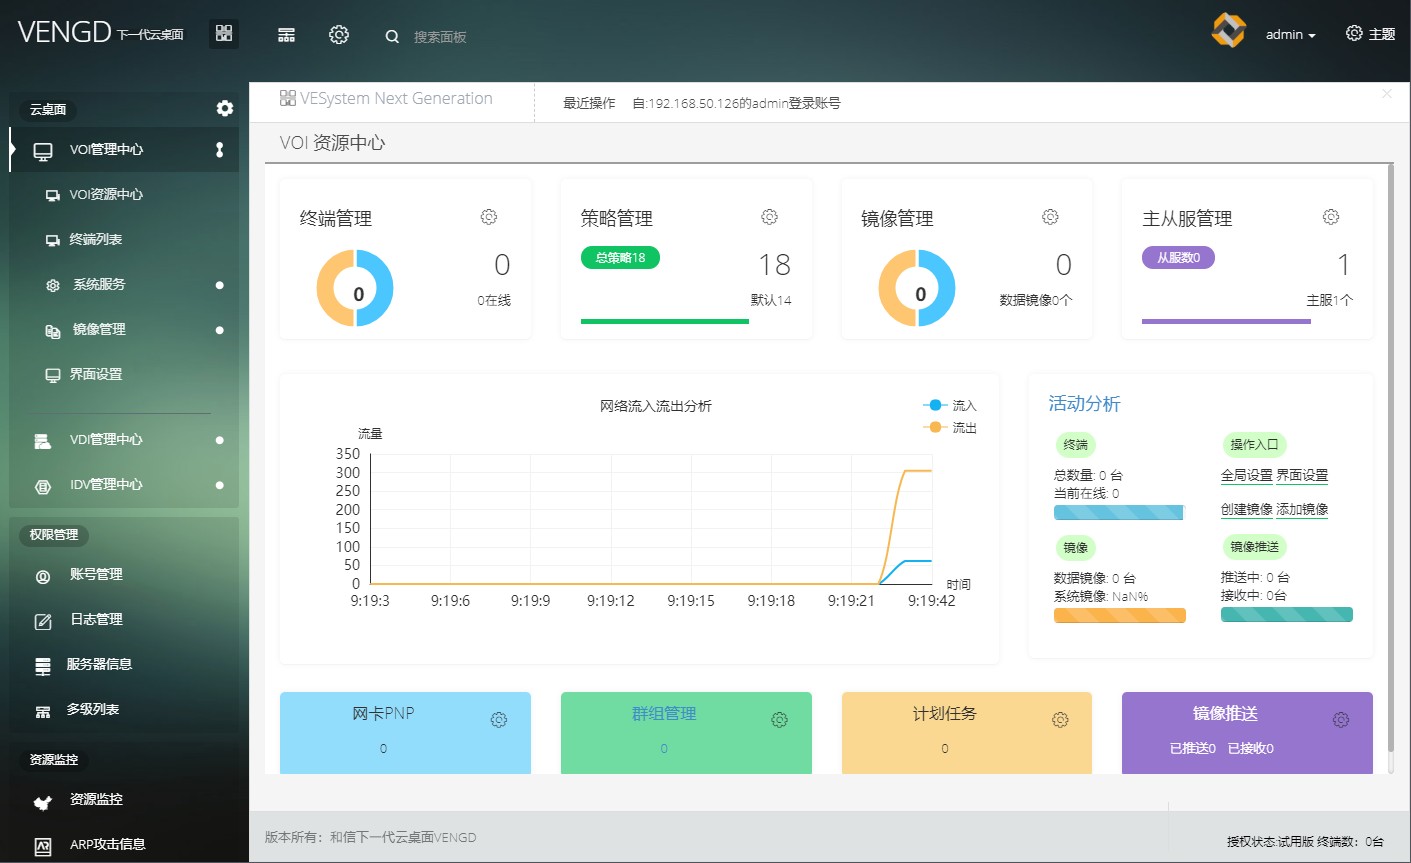 VENGD 下一代云桌面
搜索面板
admin
主题
云桌面
VOI管理中心
VOI资源中心
终端列表
系统服务
镜像管理
界面设置
VDI管理中心
IDV管理中心
权限管理
账号管理
日志管理
服务器信息
多级列表
资源监控
资源监控
ARP攻击信息
VESystem Next Generation
最近操作 自:192.168.50.126的admin登录账号
VOI 资源中心
终端管理
0
0
0在线
策略管理
总策略18
18
默认14
镜像管理
0
0
数据镜像0个
主从服管理
从服数0
1
主服1个
网络流入流出分析
流入
流出
流量
350
300
250
200
150
100
50
0
时间
9:19:3 9:19:6 9:19:9 9:19:12 9:19:15 9:19:18 9:19:21 9:19:42
活动分析
终端
总数量: 0 台
当前在线: 0
操作入口
全局设置 界面设置
创建镜像 添加镜像
镜像
数据镜像: 0 台
系统镜像: NaN%
镜像推送
推送中: 0 台
接收中: 0台
网卡PNP
0
群组管理
0
计划任务
0
镜像推送
已推送0 已接收0
版本所有：和信下一代云桌面VENGD
授权状态:试用版 终端数：0台